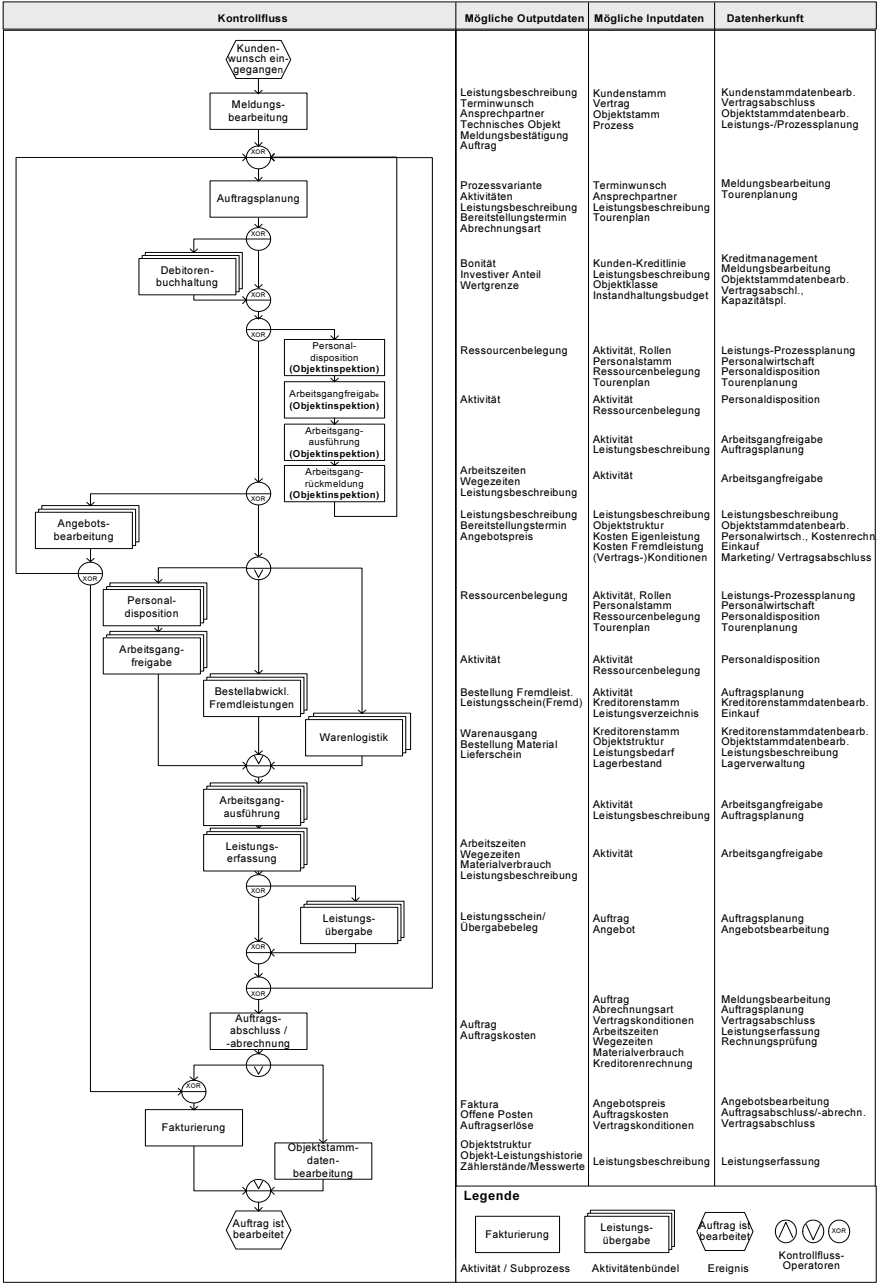 Kontrollfluss
Mögliche Outputdaten
Mögliche Inputdaten
Datenherkunft
Kunden-
wunsch ein-
gegangen
Meldungs-
bearbeitung
Leistungsbeschreibung
Terminwunsch
Ansprechpartner
Technisches Objekt
Meldungsbestätigung
Auftrag
Kundenstamm
Vertrag
Objektstamm
Prozess
Kundenstammdatenbearb.
Vertragsabschluss
Objektstammdatenbearb.
Leistungs-/Prozessplanung
XOR
Auftragsplanung
Prozessvariante
Aktivitäten
Leistungsbeschreibung
Bereitstellungstermin
Abrechnungsart
Terminwunsch
Ansprechpartner
Leistungsbeschreibung
Tourenplan
Meldungsbearbeitung
Tourenplanung
XOR
Debitoren-
buchhaltung
XOR
Bonität
Investiver Anteil
Wertgrenze
Kunden-Kreditlinie
Leistungsbeschreibung
Objektklasse
Instandhaltungsbudget
Kreditmanagement
Meldungsbearbeitung
Objektstammdatenbearb.
Vertragsabschl.,
Kapazitätspl.
XOR
Personal-
disposition
(Objektinspektion)
Ressourcenbelegung
Aktivität, Rollen
Personalstamm
Ressourcenbelegung
Tourenplan
Leistungs-Prozessplanung
Personalwirtschaft
Personaldisposition
Tourenplanung
Arbeitsgangfreigabe
(Objektinspektion)
Aktivität
Aktivität
Ressourcenbelegung
Personaldisposition
Arbeitsgang-
ausführung
(Objektinspektion)
Aktivität
Leistungsbeschreibung
Arbeitsgangfreigabe
Auftragsplanung
Arbeitsgang-
rückmeldung
(Objektinspektion)
Arbeitszeiten
Wegezeiten
Leistungsbeschreibung
Aktivität
Arbeitsgangfreigabe
XOR
Angebots-
bearbeitung
Leistungsbeschreibung
Bereitstellungstermin
Angebotspreis
Leistungsbeschreibung
Objektstruktur
Kosten Eigenleistung
Kosten Fremdleistung
(Vertrags-)Konditionen
Leistungsbeschreibung
Objektstammdatenbearb.
Personalwirtsch., Kostenrechn.
Einkauf
Marketing/ Vertragsabschluss
XOR
V
Personal-
disposition
Ressourcenbelegung
Aktivität, Rollen
Personalstamm
Ressourcenbelegung
Tourenplan
Leistungs-Prozessplanung
Personalwirtschaft
Personaldisposition
Tourenplanung
Arbeitsgang-
freigabe
Aktivität
Aktivität
Ressourcenbelegung
Personaldisposition
Bestellabwickl.
Fremdleistungen
Bestellung Fremdleist.
Leistungsschein(Fremd)
Aktivität
Kreditorenstamm
Leistungsverzeichnis
Auftragsplanung
Kreditorenstammdatenbearb.
Einkauf
Warenlogistik
Warenausgang
Bestellung Material
Lieferschein
Kreditorenstamm
Objektstruktur
Leistungsbedarf
Lagerbestand
Kreditorenstammdatenbearb.
Objektstammdatenbearb.
Leistungsbeschreibung
Lagerverwaltung
V
Arbeitsgang-
ausführung
Aktivität
Leistungsbeschreibung
Arbeitsgangfreigabe
Auftragsplanung
Leistungs-
erfassung
Arbeitszeiten
Wegezeiten
Materialverbrauch
Leistungsbeschreibung
Aktivität
Arbeitsgangfreigabe
XOR
Leistungs-
übergabe
Leistungsschein/
Übergabebeleg
Auftrag
Angebot
Auftragsplanung
Angebotsbearbeitung
XOR
XOR
Auftrags-
abschluss /
-abrechnung
Auftrag
Auftragskosten
Auftrag
Abrechnungsart
Vertragskonditionen
Arbeitszeiten
Wegezeiten
Materialverbrauch
Kreditorenrechnung
Meldungsbearbeitung
Auftragsplanung
Vertragsabschluss
Leistungserfassung
Rechnungsprüfung
V
XOR
Fakturierung
Faktura
Offene Posten
Auftragserlöse
Angebotspreis
Auftragskosten
Vertragskonditionen
Angebotsbearbeitung
Auftragsabschluss/-abrechn.
Vertragsabschluss
Objektstamm-
daten-
bearbeitung
Objektstruktur
Objekt-Leistungshistorie
Zählerstände/Messwerte
Leistungsbeschreibung
Leistungserfassung
V
Auftrag ist
bearbeitet
Legende
Fakturierung
Leistungs-
übergabe
Auftrag ist
bearbeitet
XOR
Aktivität / Subprozess
Aktivitätenbündel
Ereignis
Kontrollfluss-
Operatoren